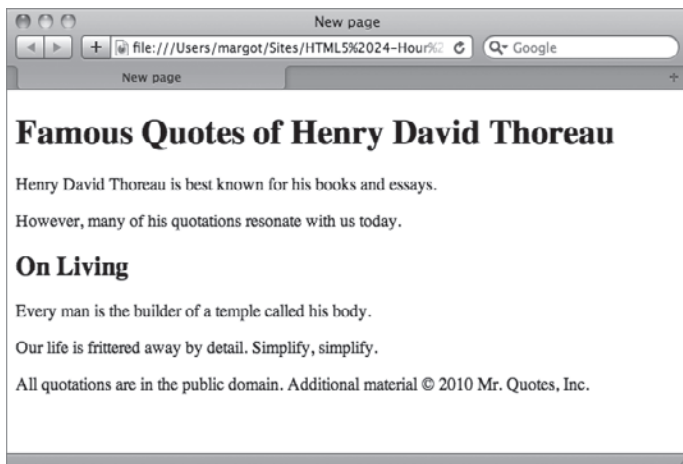 New page
file:///Users/margot/Sites/HTML5%2024-Hour%2
Google
New page
Famous Quotes of Henry David Thoreau
Henry David Thoreau is best known for his books and essays.
However, many of his quotations resonate with us today.
On Living
Every man is the builder of a temple called his body.
Our life is frittered away by detail. Simplify, simplify.
All quotations are in the public domain. Additional material © 2010 Mr. Quotes, Inc.